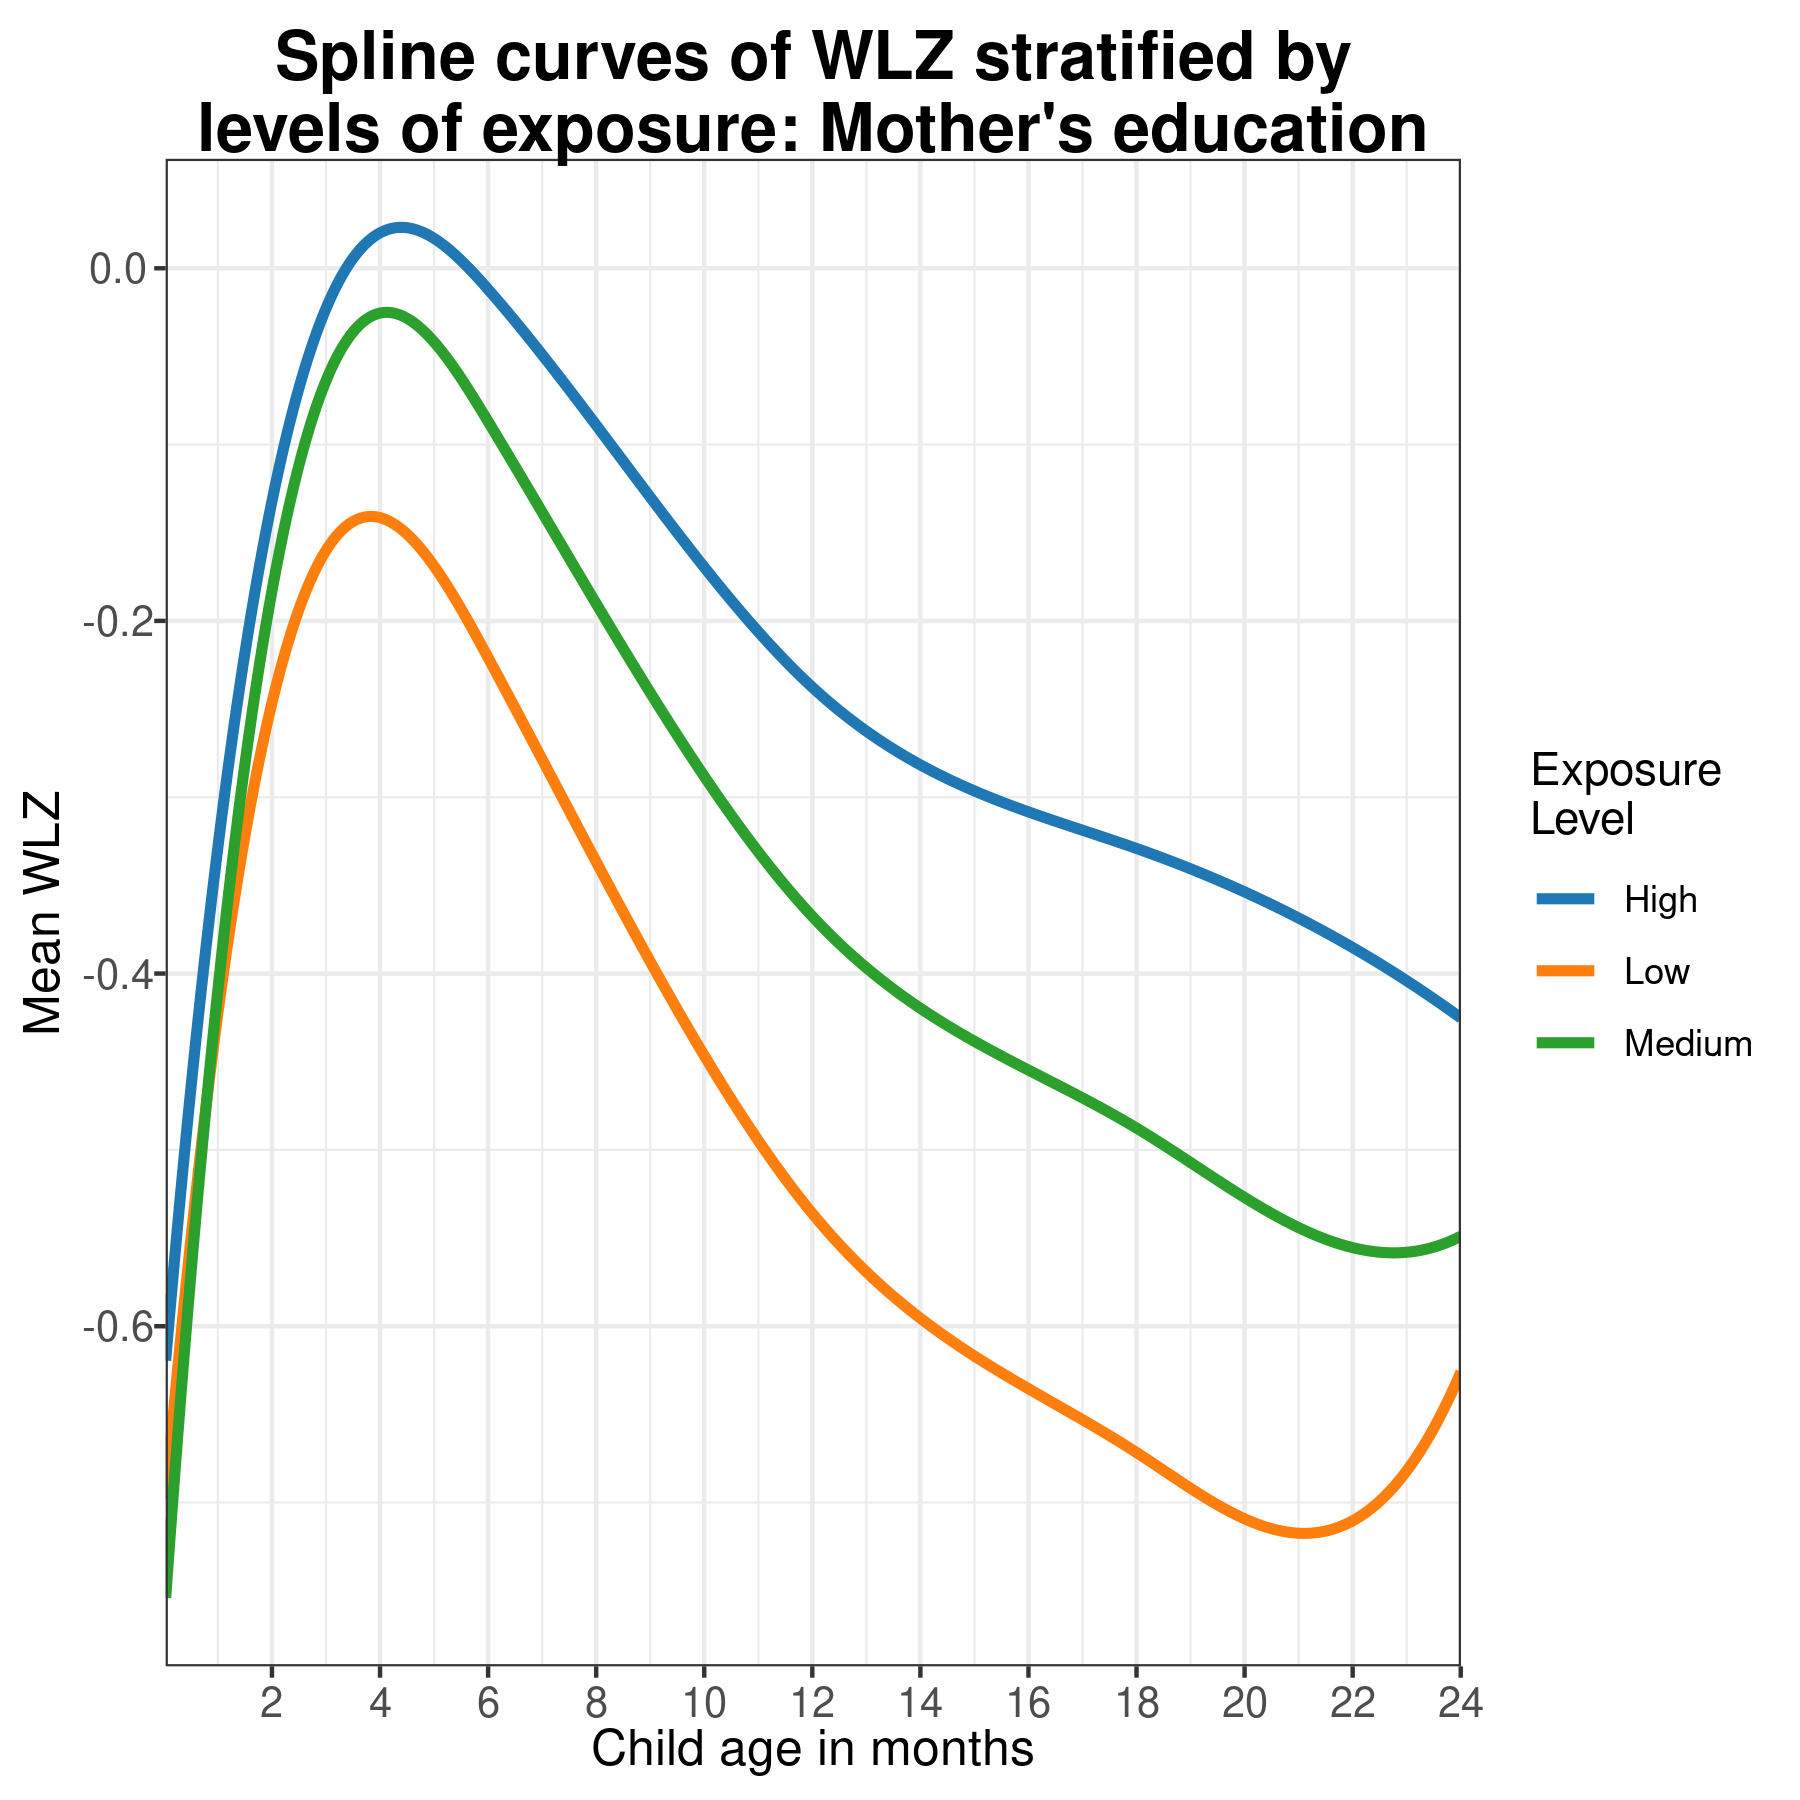 Spline curves of WLZ stratified by
levels of exposure: Mother's education
0.0
-0.2
-0.4
-0.6
Mean WLZ
2 4 6 8 10 12 14 16 18 20 22 24
Child age in months
Exposure
Level
High
Low
Medium